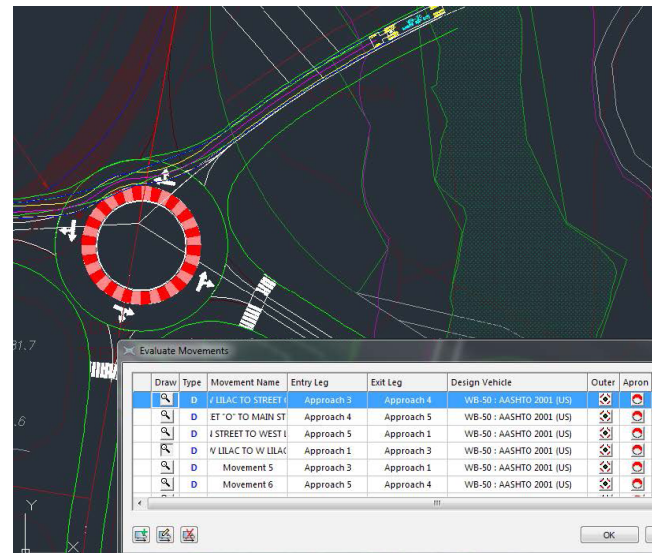 31.7
.6
Y
X
Evaluate Movements
Draw Type Movement Name Entry Leg Exit Leg Design Vehicle Outer Apron
D / LILAC TO STREET ( Approach 3 Approach 4 WB-50 : AASHTO 2001 (US)
D ET "O" TO MAIN ST Approach 4 Approach 5 WB-50 : AASHTO 2001 (US)
D I STREET TO WEST L Approach 5 Approach 1 WB-50 : AASHTO 2001 (US)
D V LILAC TO W LILAC Approach 1 Approach 3 WB-50 : AASHTO 2001 (US)
D Movement 5 Approach 3 Approach 1 WB-50 : AASHTO 2001 (US)
D Movement 6 Approach 4 Approach 5 WB-50 : AASHTO 2001 (US)
OK